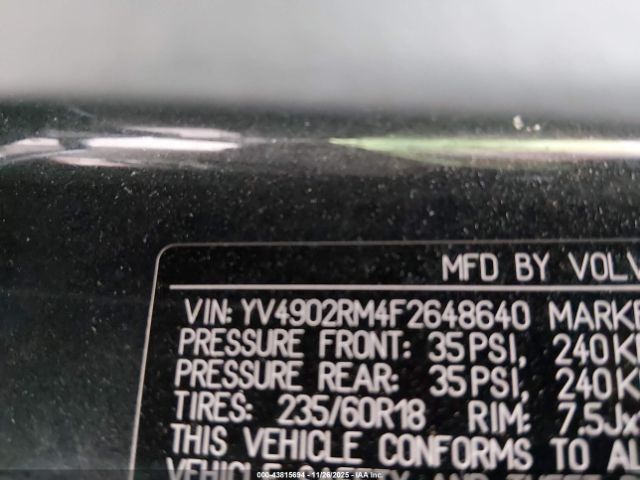 MFD BY VOLV
VIN: YV4902RM4F2648640 MARKE
PRESSURE FRONT: 35PSI, 240K
PRESSURE REAR: 35PSI, 240K
TIRES: 235/60R18 RIM: 7.5Jx
THIS VEHICLE CONFORMS TO AL
000-43815694 - 11/26/2025 - IAA Inc.